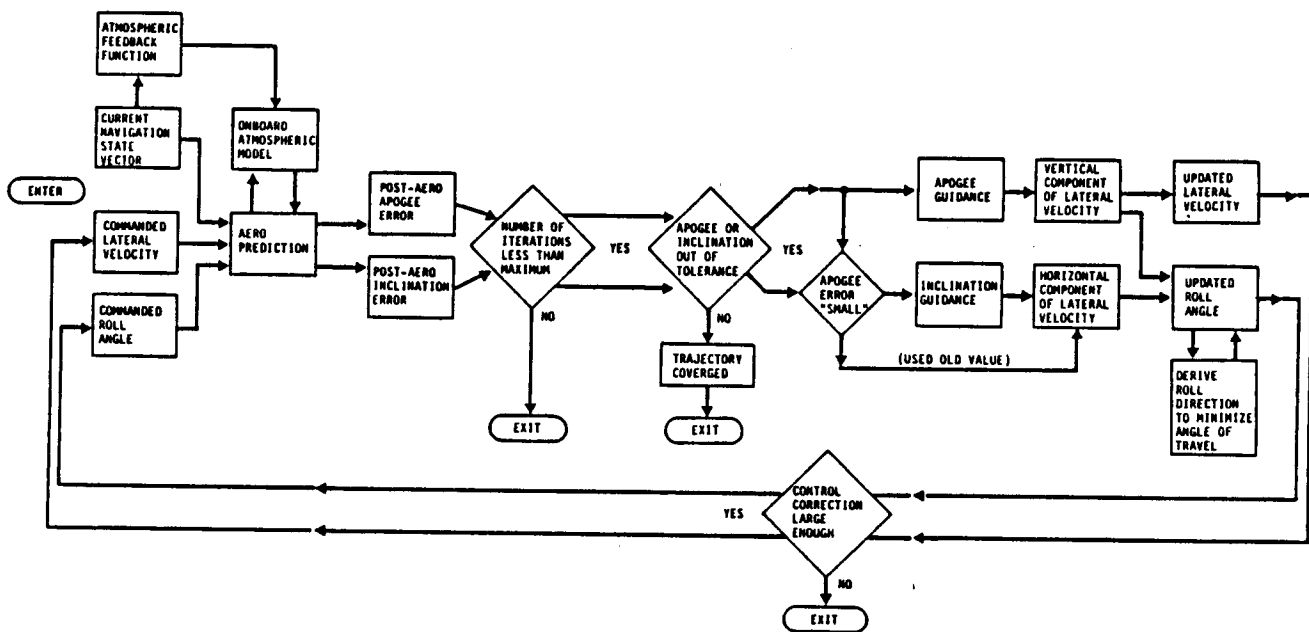 ATMOSPHERIC
FEEDBACK
FUNCTION
CURRENT
NAVIGATION
STATE
VECTOR
ONBOARD
ATMOSPHERIC
MODEL
ENTER
COMMANDED
LATERAL
VELOCITY
AERO
PREDICTION
COMMANDED
ROLL
ANGLE
POST-AERO
APOGEE
ERROR
POST-AERO
INCLINATION
ERROR
NUMBER OF
ITERATIONS
LESS THAN
MAXIMUM
YES
NO
EXIT
APOGEE OR
INCLINATION
OUT OF
TOLERANCE
YES
NO
TRAJECTORY
COVERGED
EXIT
APOGEE
ERROR
"SMALL"
(USED OLD VALUE)
APOGEE
GUIDANCE
VERTICAL
COMPONENT
OF LATERAL
VELOCITY
UPDATED
LATERAL
VELOCITY
INCLINATION
GUIDANCE
HORIZONTAL
COMPONENT
OF LATERAL
VELOCITY
UPDATED
ROLL
ANGLE
DERIVE
ROLL
DIRECTION
TO MINIMIZE
ANGLE OF
TRAVEL
CONTROL
CORRECTION
LARGE
ENOUGH
YES
NO
EXIT